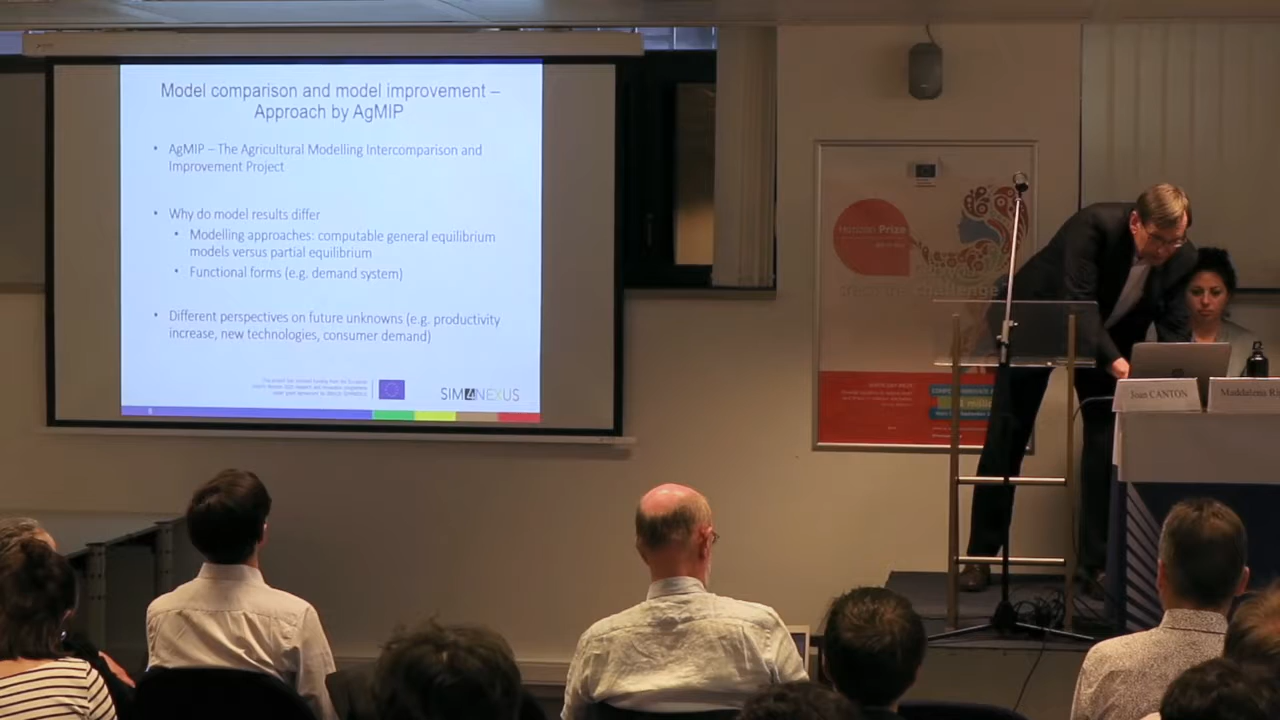 Model comparison and model improvement –
Approach by AgMIP
• AgMIP – The Agricultural Modelling Intercomparison and
Improvement Project
• Why do model results differ
• Modelling approaches: computable general equilibrium
models versus partial equilibrium
• Functional forms (e.g. demand system)
• Different perspectives on future unknowns (e.g. productivity
increase, new technologies, consumer demand)
SIM4NEXUS
Horizon Prize
challenge
Joan CANTON
Maddalena